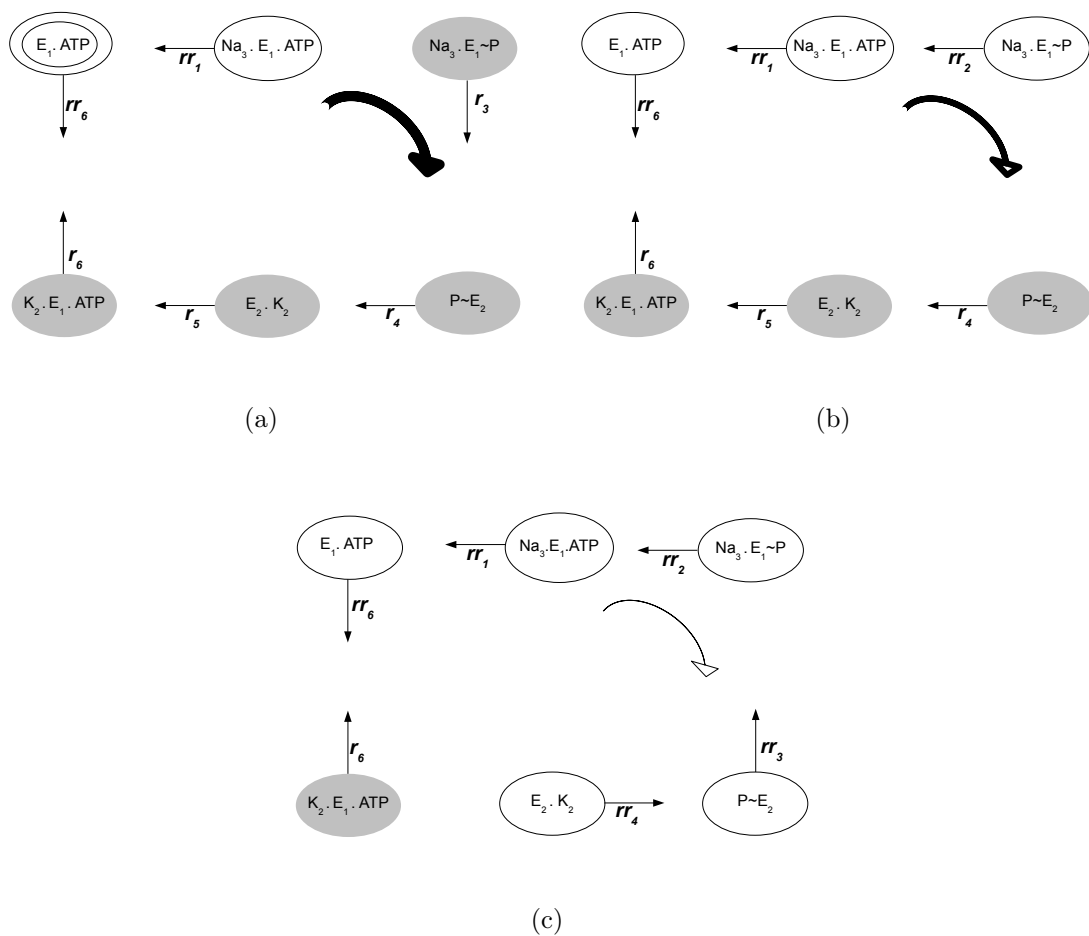 E₁ . ATP
rr₁
Na₃ . E₁ . ATP
Na₃ . E₁~P
rr₆
r₃
r₆
K₂ . E₁ . ATP
r₅
E₂ . K₂
r₄
P~E₂
(a)
E₁ . ATP
rr₁
Na₃ . E₁ . ATP
rr₂
Na₃ . E₁~P
rr₆
r₆
K₂ . E₁ . ATP
r₅
E₂ . K₂
r₄
P~E₂
(b)
E₁ . ATP
rr₁
Na₃.E₁.ATP
rr₂
Na₃ . E₁~P
rr₆
r₆
rr₃
K₂ . E₁ . ATP
E₂ . K₂
rr₄
P~E₂
(c)